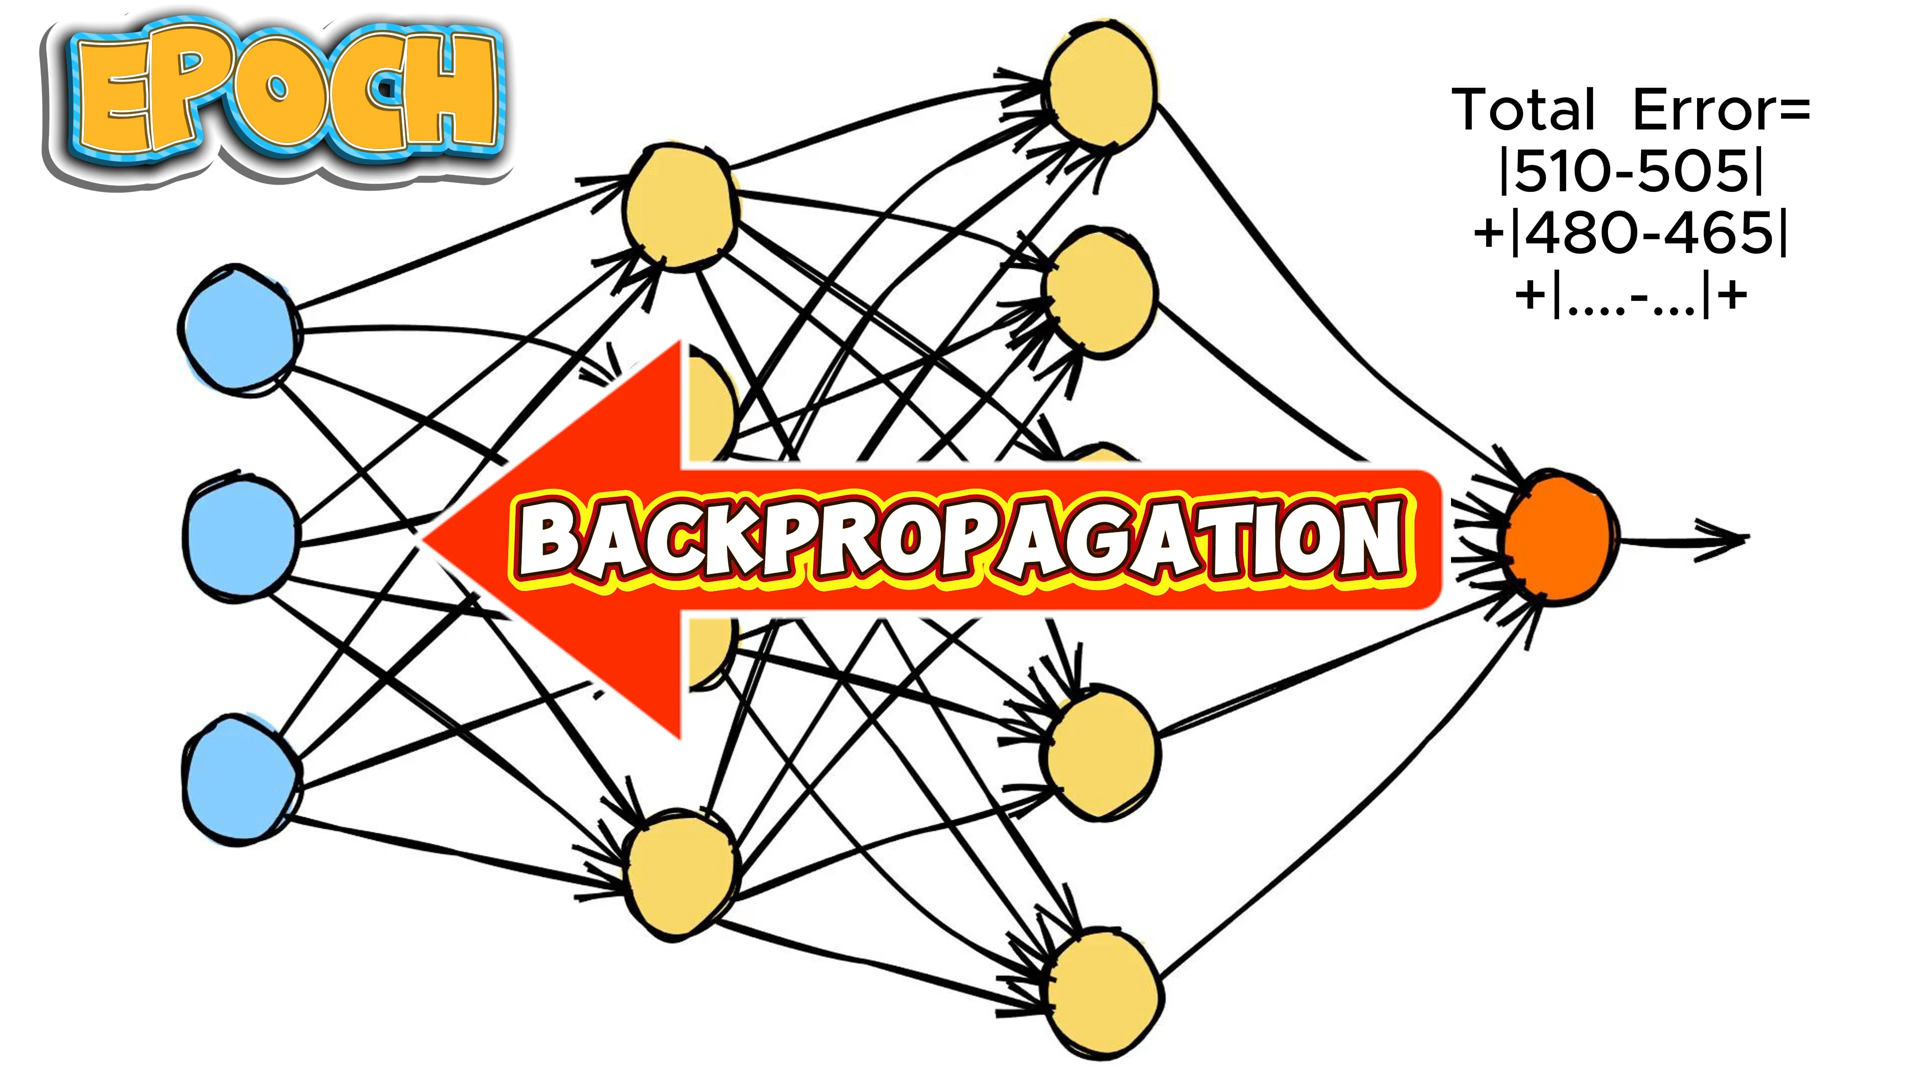 EPOCH
Total Error=
|510-505|
+|480-465|
+|....-...|+
BACKPROPAGATION